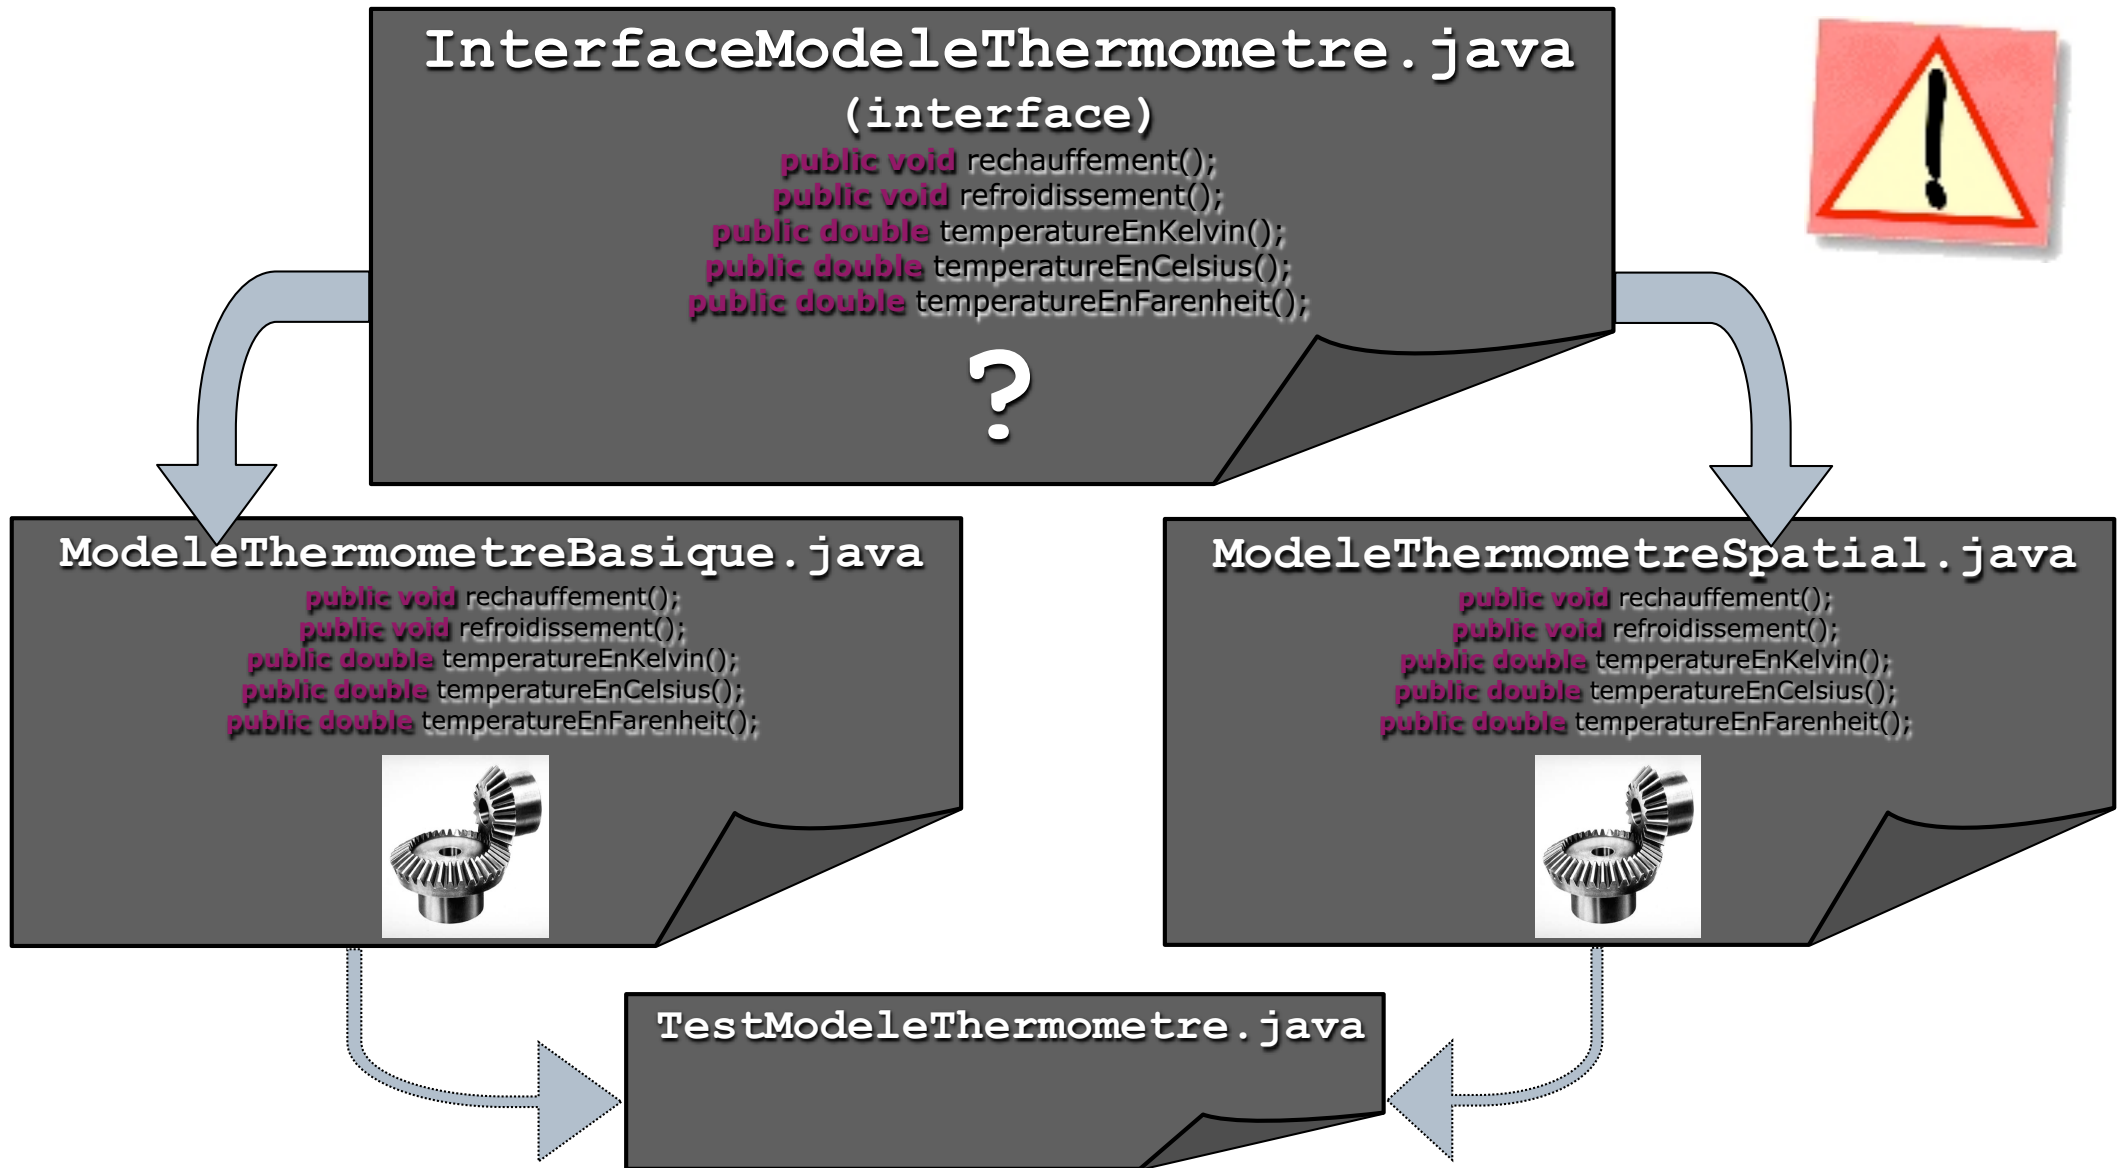 InterfaceModeleThermometre.java
(interface)
public void rechauffement();
public void refroidissement();
public double temperatureEnKelvin();
public double temperatureEnCelsius();
public double temperatureEnFarenheit();
?
ModeleThermometreBasique.java
public void rechauffement();
public void refroidissement();
public double temperatureEnKelvin();
public double temperatureEnCelsius();
public double temperatureEnFarenheit();
ModeleThermometreSpatial.java
public void rechauffement();
public void refroidissement();
public double temperatureEnKelvin();
public double temperatureEnCelsius();
public double temperatureEnFarenheit();
TestModeleThermometre.java